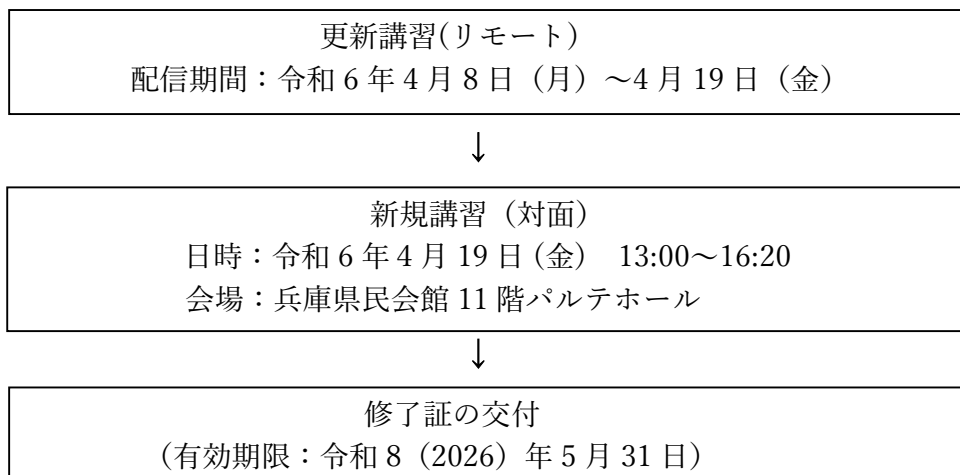 更新講習(リモート)
配信期間：令和 6 年 4 月 8 日（月）～4 月 19 日（金）
↓
新規講習（対面）
日時：令和 6 年 4 月 19 日(金)　13:00～16:20
会場：兵庫県民会館 11 階パルテホール
↓
修了証の交付
（有効期限：令和 8（2026）年 5 月 31 日）